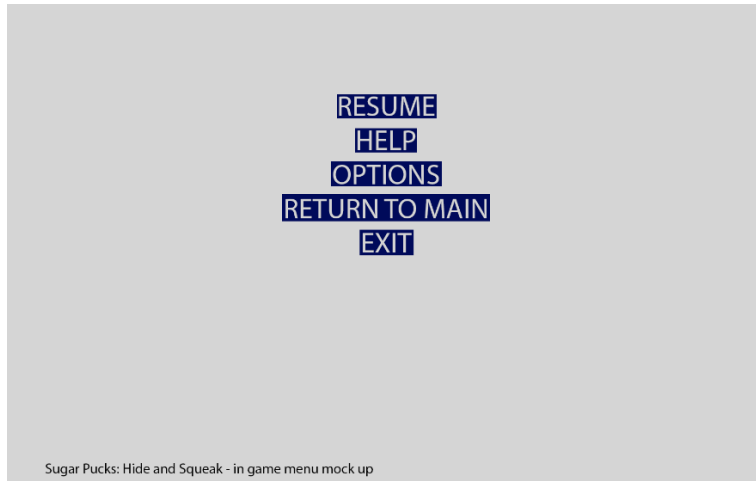 RESUME
HELP
OPTIONS
RETURN TO MAIN
EXIT
Sugar Pucks: Hide and Squeak - in game menu mock up